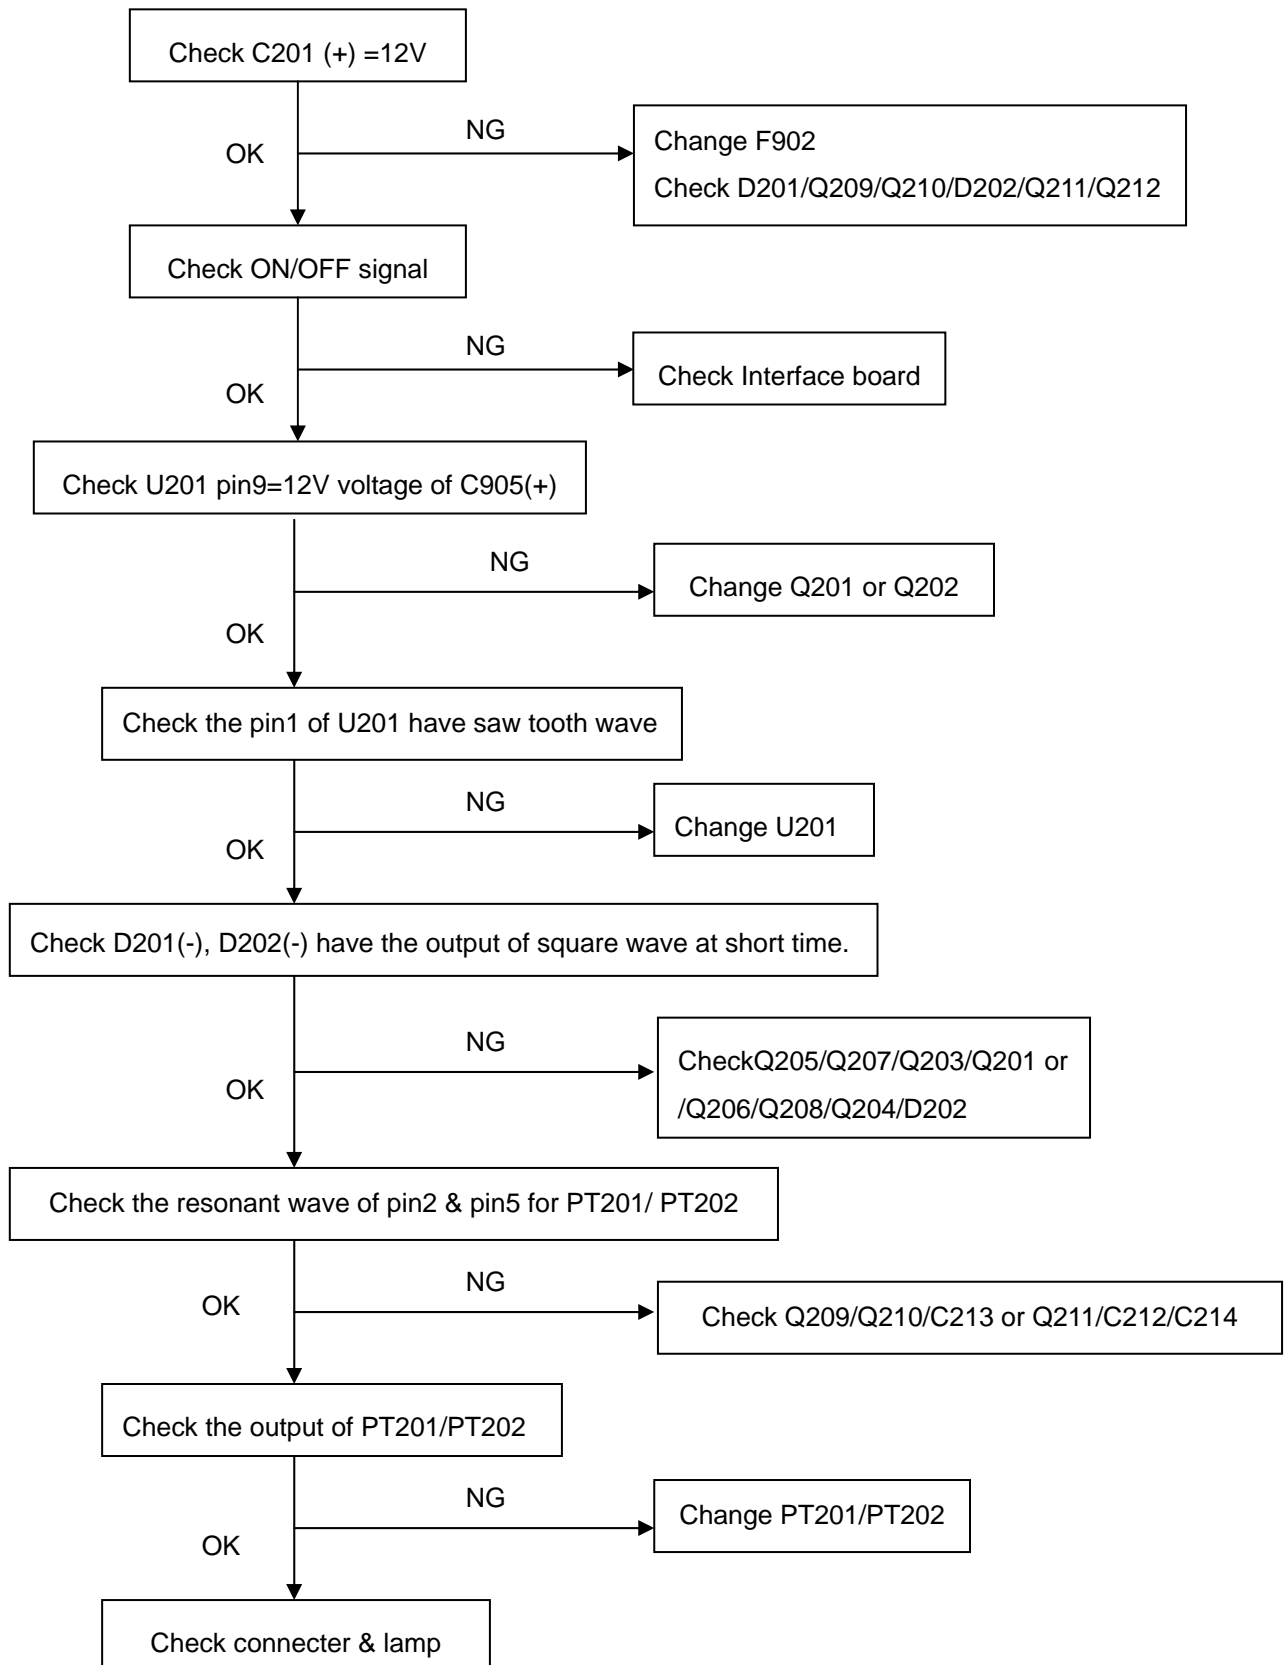 Check C201 (+) =12V
NG
OK
Change F902
Check D201/Q209/Q210/D202/Q211/Q212
Check ON/OFF signal
NG
OK
Check Interface board
Check U201 pin9=12V voltage of C905(+)
NG
OK
Change Q201 or Q202
Check the pin1 of U201 have saw tooth wave
NG
OK
Change U201
Check D201(-), D202(-) have the output of square wave at short time.
NG
OK
CheckQ205/Q207/Q203/Q201 or
/Q206/Q208/Q204/D202
Check the resonant wave of pin2 & pin5 for PT201/ PT202
NG
OK
Check Q209/Q210/C213 or Q211/C212/C214
Check the output of PT201/PT202
NG
OK
Change PT201/PT202
Check connecter & lamp